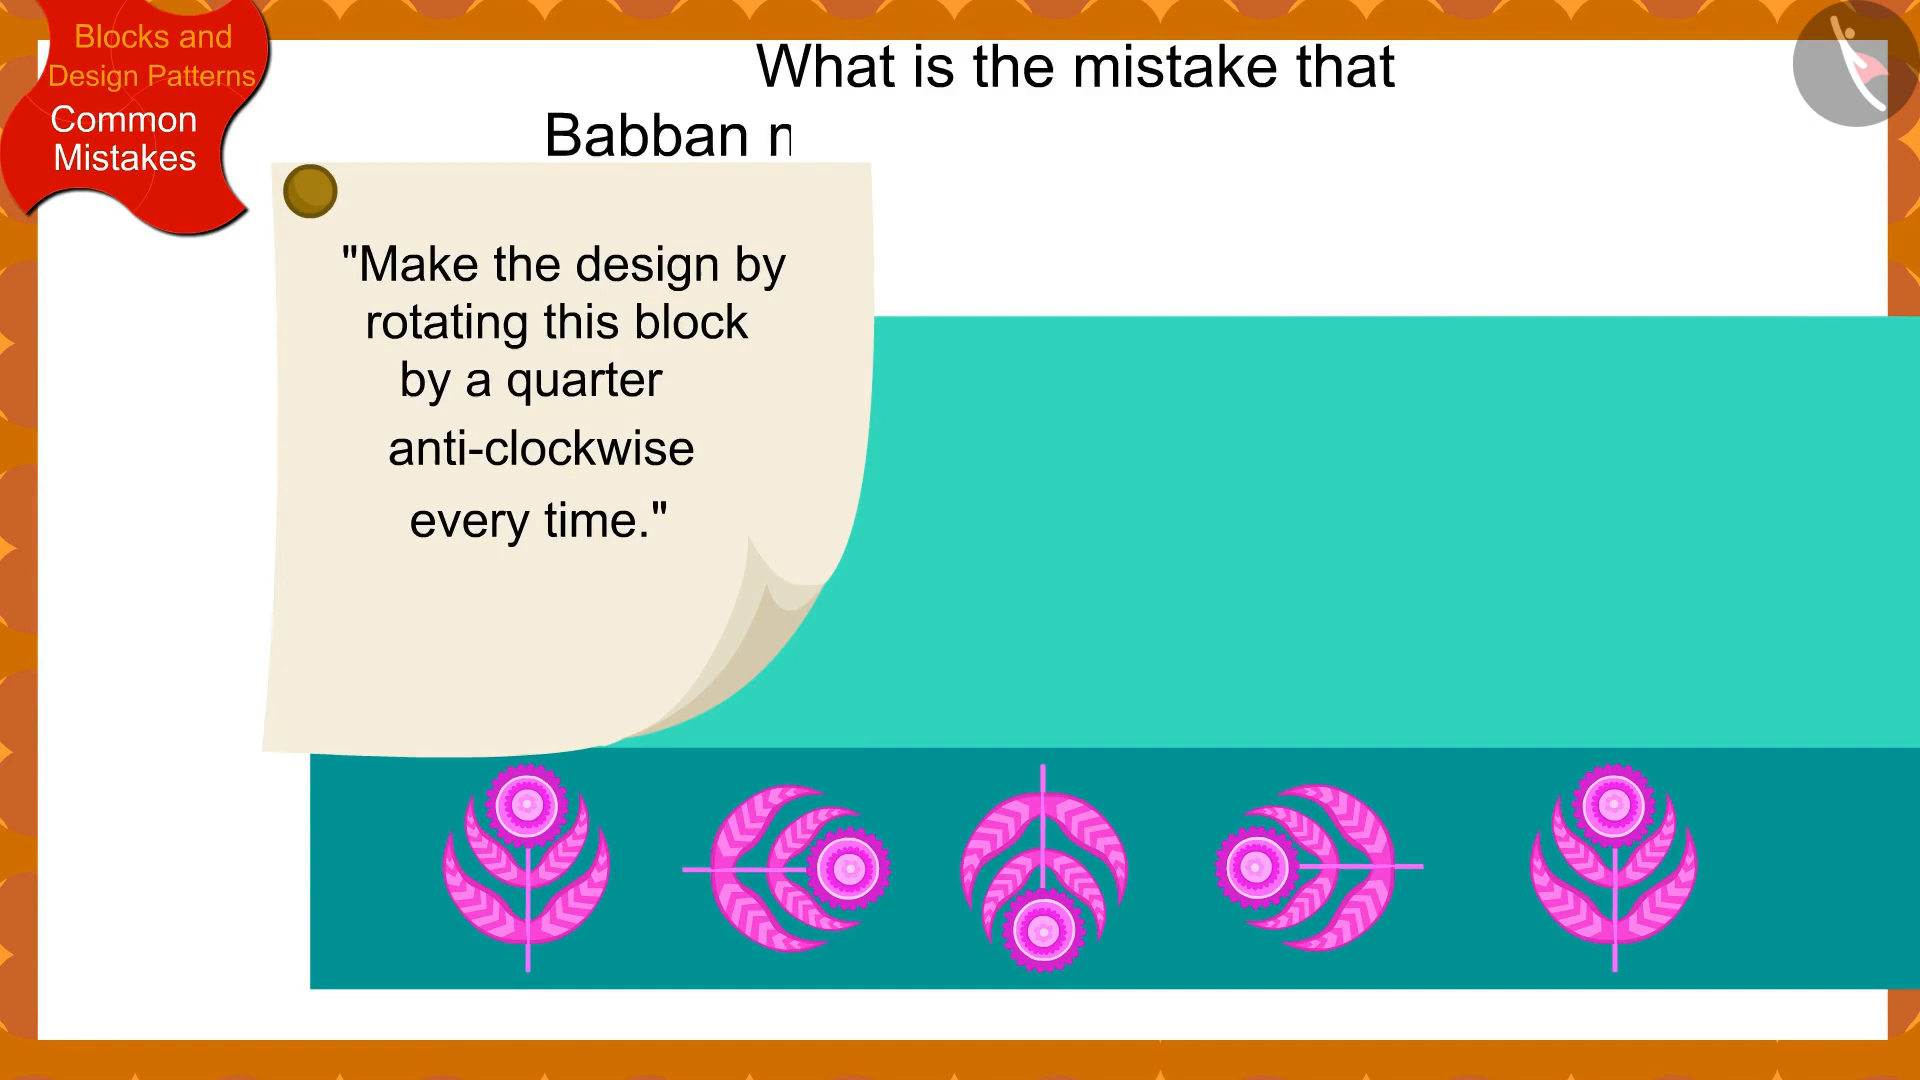 Blocks and
Design Patterns
Common
Mistakes
What is the mistake that
Babban
"Make the design by
rotating this block
by a quarter
anti-clockwise
every time."